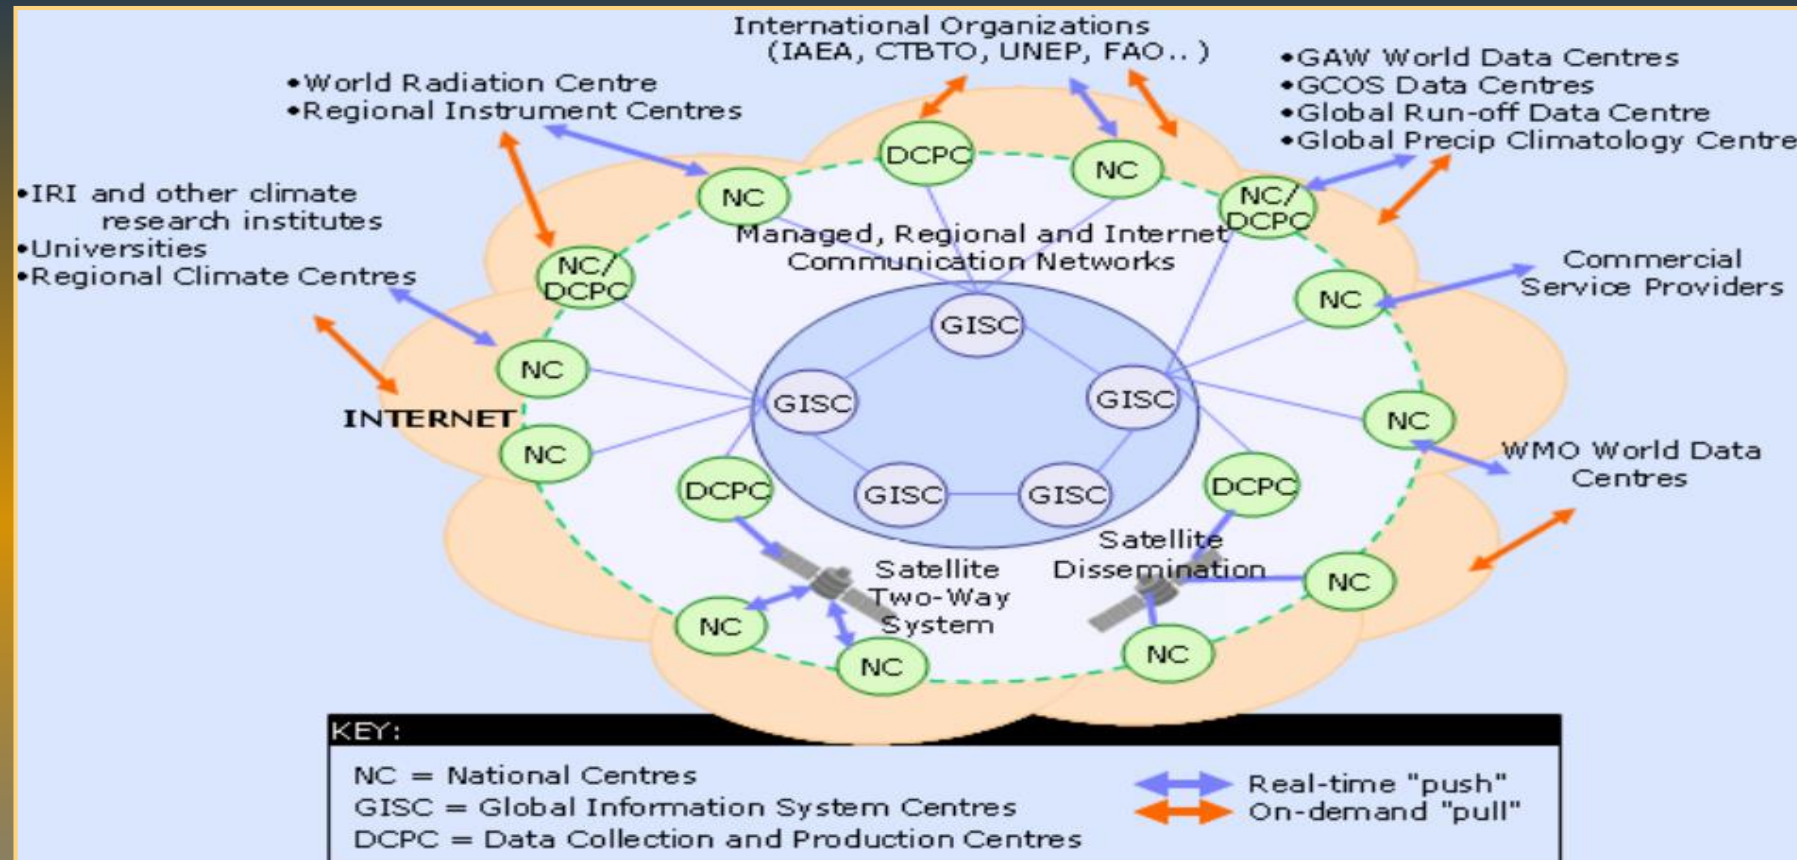 International Organizations
(IAEA, CTBTO, UNEP, FAO.. )
•World Radiation Centre
•Regional Instrument Centres
•GAW World Data Centres
•GCOS Data Centres
•Global Run-off Data Centre
•Global Precip Climatology Centre
•IRI and other climate
research institutes
•Universities
•Regional Climate Centres
DCPC
NC
NC
NC/
DCPC
Managed, Regional and Internet
Communication Networks
NC/
DCPC
NC
Commercial
Service Providers
GISC
NC
GISC
GISC
INTERNET
NC
NC
WMO World Data
Centres
DCPC
GISC
GISC
DCPC
Satellite
Dissemination
Satellite
Two-Way
System
NC
NC
NC
NC
KEY:
NC = National Centres
GISC = Global Information System Centres
DCPC = Data Collection and Production Centres
Real-time "push"
On-demand "pull"